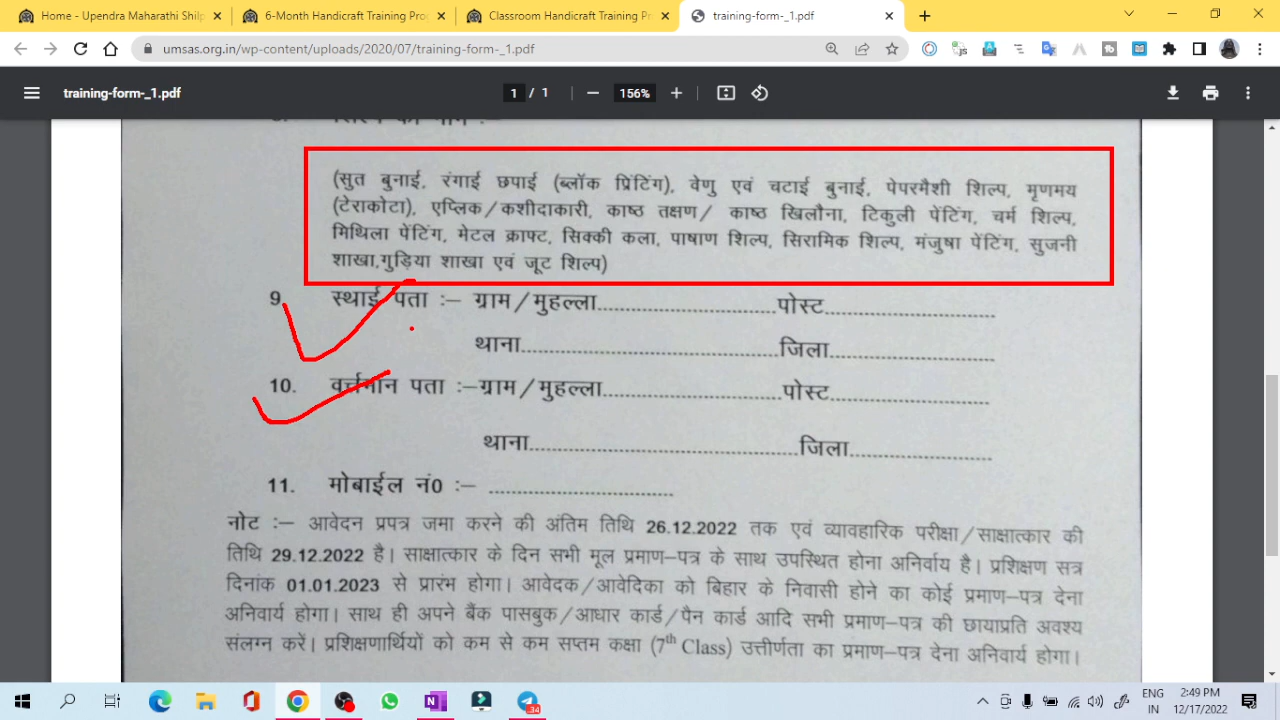 Home - Upendra Maharathi Shilp
6-Month Handicraft Training Pro
Classroom Handicraft Training Pr
training-form-_1.pdf
umsas.org.in/wp-content/uploads/2020/07/training-form-_1.pdf
training-form-_1.pdf
1 / 1
156%
(सुत बुनाई, रंगाई छपाई (ब्लॉक प्रिंटिंग), वेणु एवं चटाई बुनाई, पेपरमैशी शिल्प, मृणमय
(टेराकोटा), एप्लिक/कशीदाकारी, काष्ठ तक्षण/ काष्ठ खिलौना, टिकुली पेंटिंग, चर्म शिल्प,
मिथिला पेंटिंग, मेटल क्राफ्ट, सिक्की कला, पाषाण शिल्प, सिरामिक शिल्प, मंजुषा पेंटिंग, सुजनी
शाखा,गुड़िया शाखा एवं जूट शिल्प)
9 स्थाई पता :– ग्राम/मुहल्ला..............................पोस्ट..............................
थाना..............................जिला..............................
10. वर्त्तमान पता :–ग्राम/मुहल्ला..............................पोस्ट..............................
थाना..............................जिला..............................
11. मोबाईल नं0 :– ..............................
नोट :– आवेदन प्रपत्र जमा करने की अंतिम तिथि 26.12.2022 तक एवं व्यावहारिक परीक्षा/साक्षात्कार की
तिथि 29.12.2022 है। साक्षात्कार के दिन सभी मूल प्रमाण–पत्र के साथ उपस्थित होना अनिर्वाय है। प्रशिक्षण सत्र
दिनांक 01.01.2023 से प्रारंभ होगा। आवेदक/आवेदिका को बिहार के निवासी होने का कोई प्रमाण–पत्र देना
अनिवार्य होगा। साथ ही अपने बैंक पासबुक/आधार कार्ड/पैन कार्ड आदि सभी प्रमाण–पत्र की छायाप्रति अवश्य
संलग्न करें। प्रशिक्षणार्थियों को कम से कम सप्तम कक्षा (7th Class) उत्तीर्णता का प्रमाण–पत्र देना अनिवार्य होगा।
34
ENG
IN
2:49 PM
12/17/2022